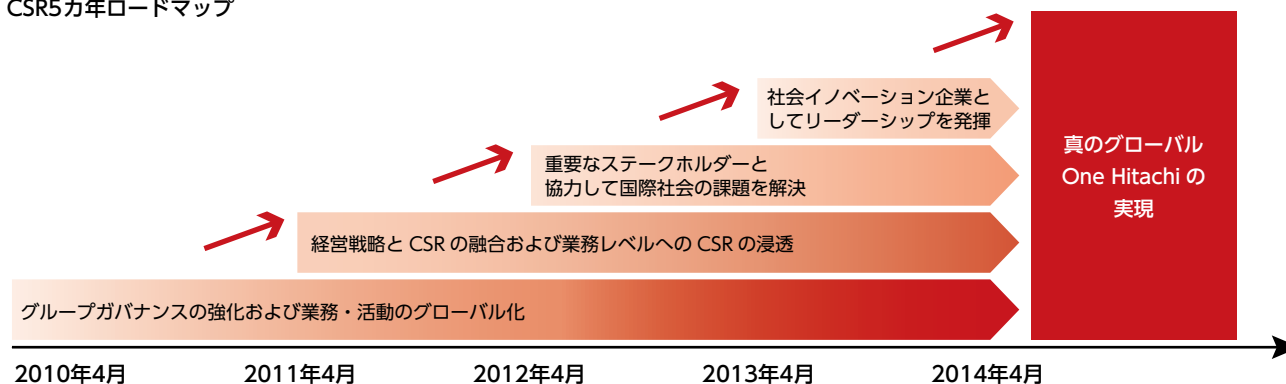 CSR5カ年ロードマップ
社会イノベーション企業と
してリーダーシップを発揮
重要なステークホルダーと
協力して国際社会の課題を解決
経営戦略と CSR の融合および業務レベルへの CSR の浸透
グループガバナンスの強化および業務・活動のグローバル化
真のグローバル
One Hitachi の
実現
2010年4月
2011年4月
2012年4月
2013年4月
2014年4月